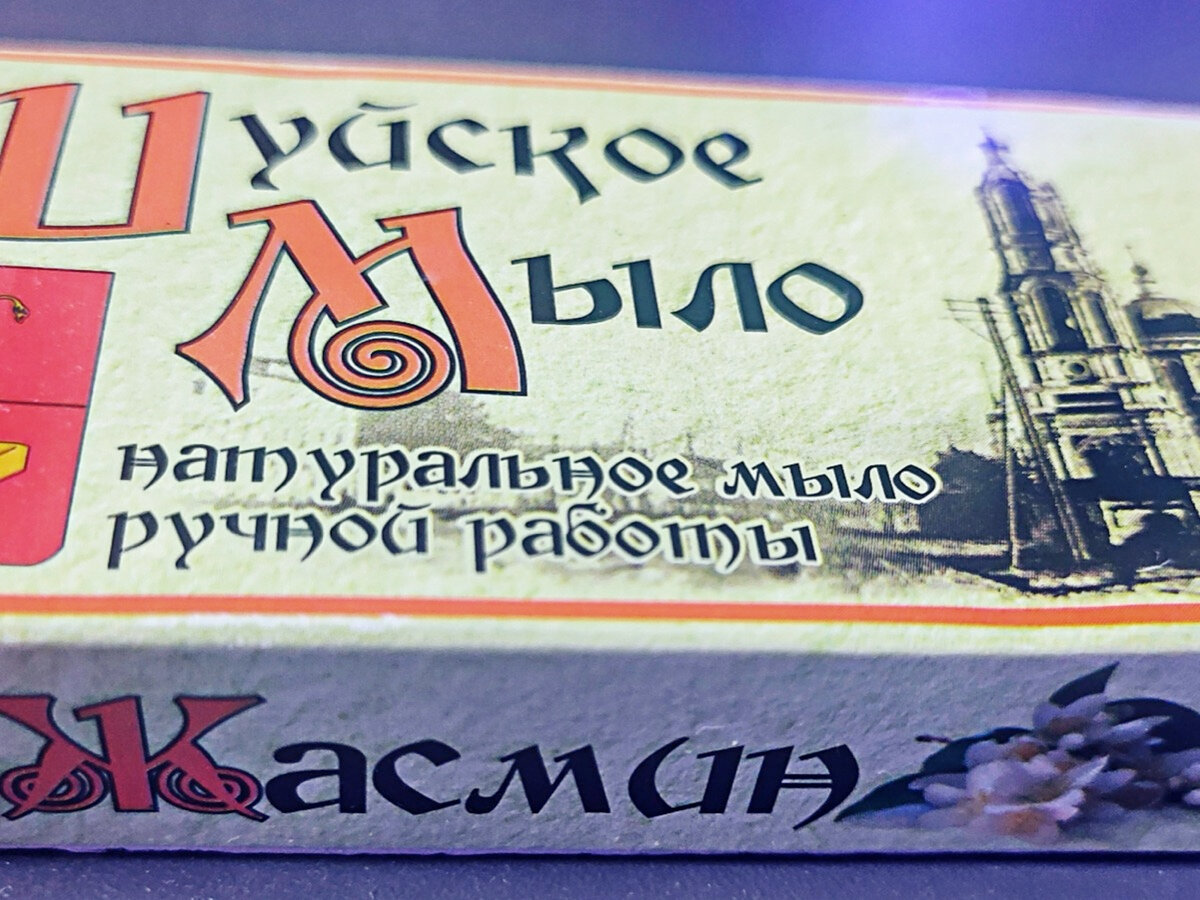 Шуйское
Мыло
натуральное мыло
ручной работы
Жасмин